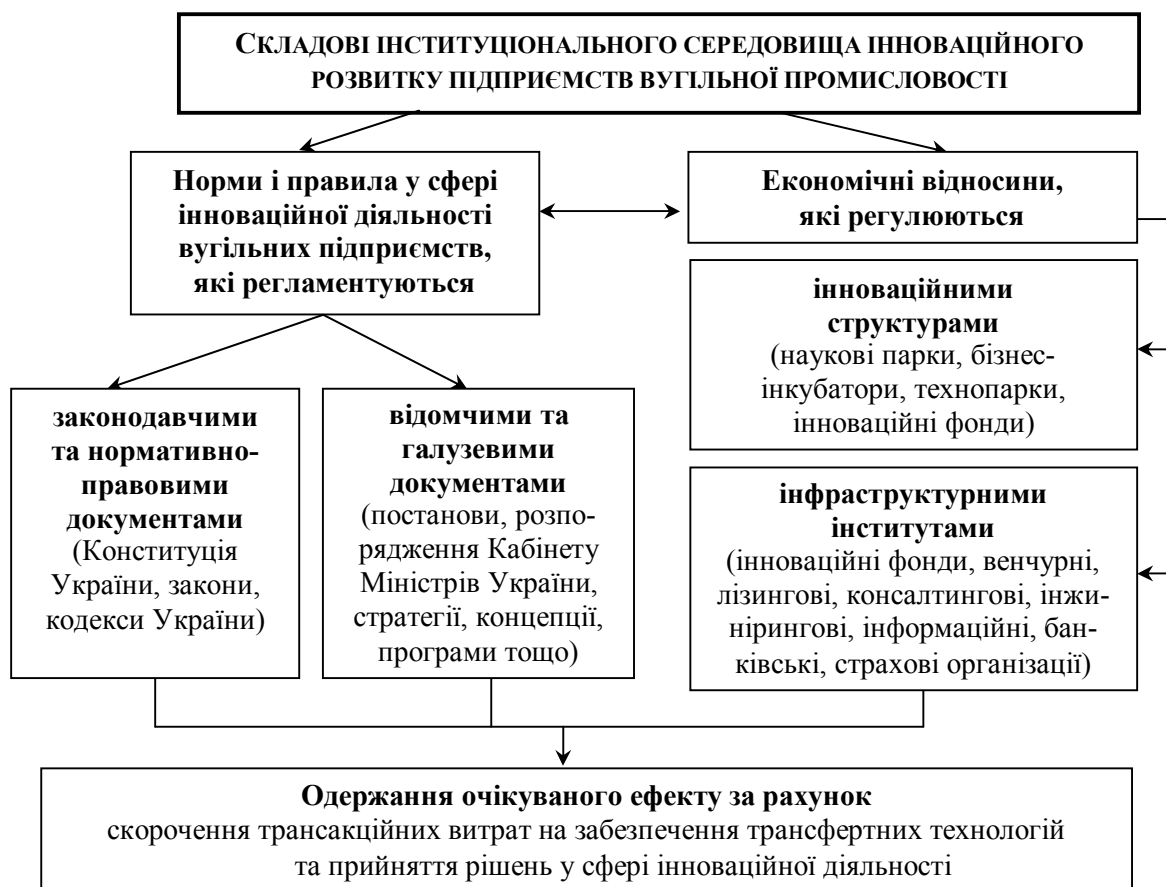 СКЛАДОВІ ІНСТИТУЦІОНАЛЬНОГО СЕРЕДОВИЩА ІННОВАЦІЙНОГО
РОЗВИТКУ ПІДПРИЄМСТВ ВУГІЛЬНОЇ ПРОМИСЛОВОСТІ
Норми і правила у сфері
інноваційної діяльності
вугільних підприємств,
які регламентуються
Економічні відносини,
які регулюються
інноваційними
структурами
(наукові парки, бізнес-
інкубатори, технопарки,
інноваційні фонди)
законодавчими
та нормативно-
правовими
документами
(Конституція
України, закони,
кодекси України)
відомчими та
галузевими
документами
(постанови, розпо-
рядження Кабінету
Міністрів України,
стратегії, концепції,
програми тощо)
інфраструктурними
інститутами
(інноваційні фонди, венчурні,
лізингові, консалтингові, інжи-
нірингові, інформаційні, бан-
ківські, страхові організації)
Одержання очікуваного ефекту за рахунок
скорочення трансакційних витрат на забезпечення трансфертних технологій
та прийняття рішень у сфері інноваційної діяльності